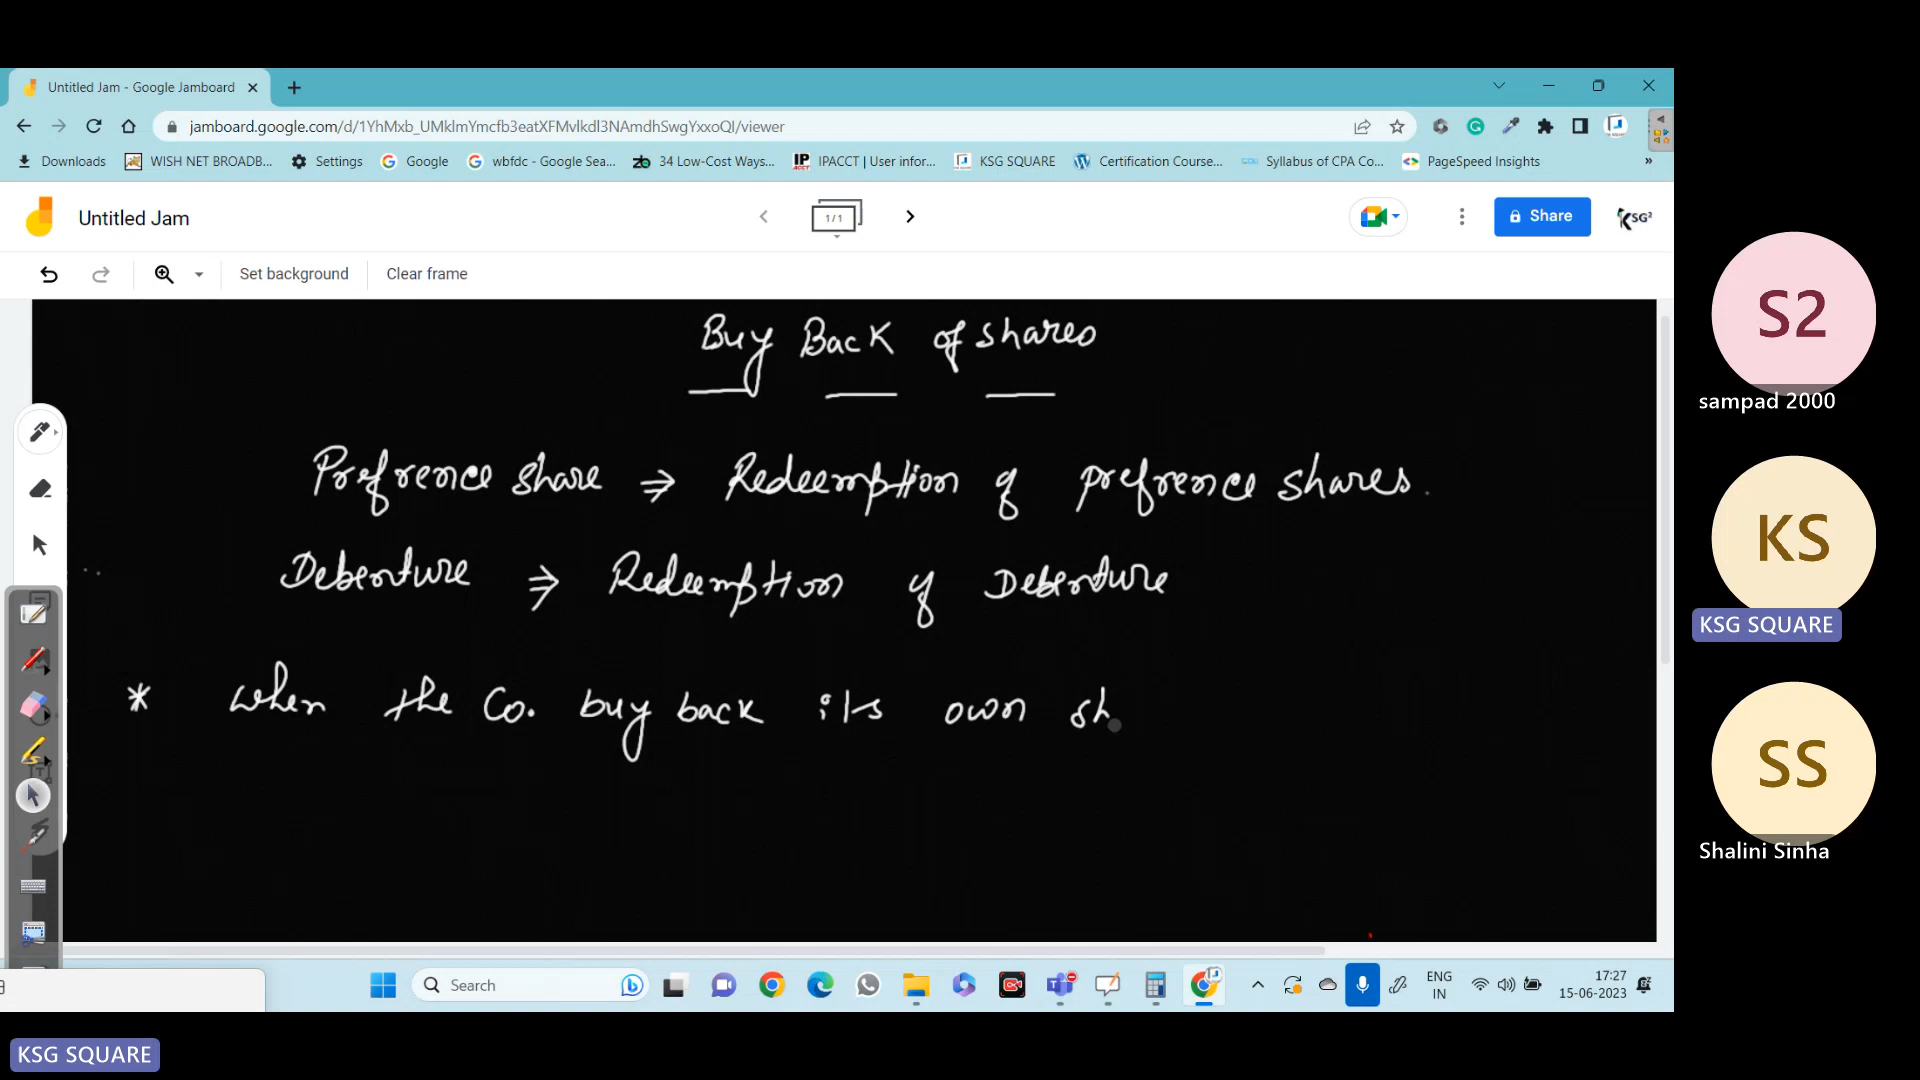 Untitled Jam - Google Jamboard
jamboard.google.com/d/1YhMxb_UMklmYmcfb3eatXFMvlkdl3NAmdhSwgYxxoQI/viewer
Downloads WISH NET BROADB... Settings Google wbfdc - Google Sea... 34 Low-Cost Ways... IPACCT | User infor... KSG SQUARE Certification Course... Syllabus of CPA Co... PageSpeed Insights »
Untitled Jam
1 / 1
Share
KSG²
Set background Clear frame
Buy Back of shares
Prefrence share ⇒ Redeemption of prefrence shares.
Debenture ⇒ Redeemption of Debenture
* when the Co. buy back its own sh
S2
sampad 2000
KS
KSG SQUARE
SS
Shalini Sinha
Search
ENG
IN
17:27
15-06-2023
KSG SQUARE